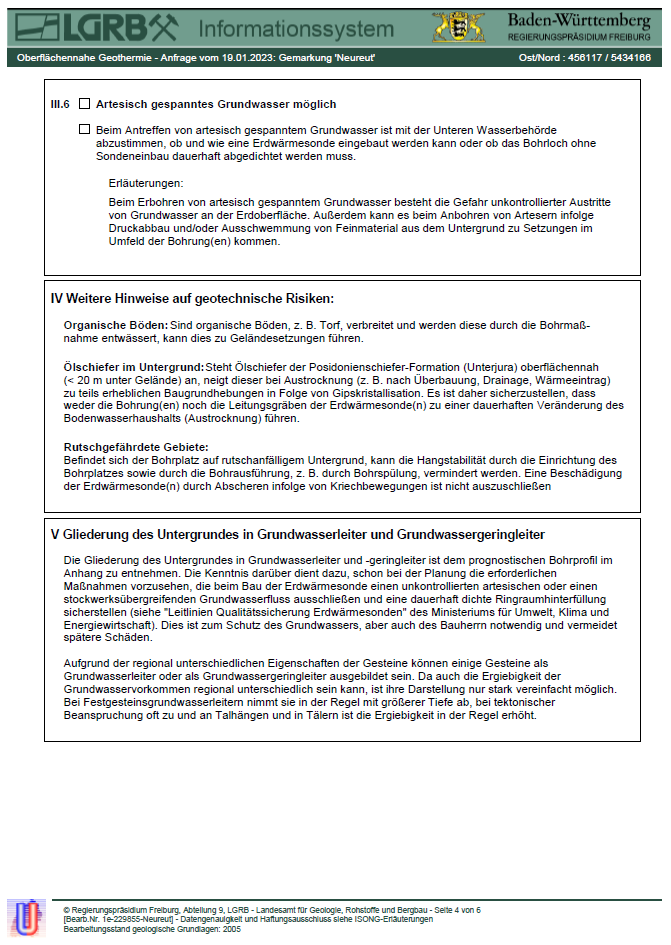 LGRB Informationssystem
Baden-Württemberg
REGIERUNGSPRÄSIDIUM FREIBURG
Oberflächennahe Geothermie - Anfrage vom 19.01.2023: Gemarkung 'Neureut' Ost/Nord : 456117 / 5434166
III.6 ☐ Artesisch gespanntes Grundwasser möglich
☐ Beim Antreffen von artesisch gespanntem Grundwasser ist mit der Unteren Wasserbehörde
abzustimmen, ob und wie eine Erdwärmesonde eingebaut werden kann oder ob das Bohrloch ohne
Sondeneinbau dauerhaft abgedichtet werden muss.
Erläuterungen:
Beim Erbohren von artesisch gespanntem Grundwasser besteht die Gefahr unkontrollierter Austritte
von Grundwasser an der Erdoberfläche. Außerdem kann es beim Anbohren von Artesern infolge
Druckabbau und/oder Ausschwemmung von Feinmaterial aus dem Untergrund zu Setzungen im
Umfeld der Bohrung(en) kommen.
IV Weitere Hinweise auf geotechnische Risiken:
Organische Böden: Sind organische Böden, z. B. Torf, verbreitet und werden diese durch die Bohrmaß-
nahme entwässert, kann dies zu Geländesetzungen führen.
Ölschiefer im Untergrund: Steht Ölschiefer der Posidonienschiefer-Formation (Unterjura) oberflächennah
(< 20 m unter Gelände) an, neigt dieser bei Austrocknung (z. B. nach Überbauung, Drainage, Wärmeeintrag)
zu teils erheblichen Baugrundhebungen in Folge von Gipskristallisation. Es ist daher sicherzustellen, dass
weder die Bohrung(en) noch die Leitungsgräben der Erdwärmesonde(n) zu einer dauerhaften Veränderung des
Bodenwasserhaushalts (Austrocknung) führen.
Rutschgefährdete Gebiete:
Befindet sich der Bohrplatz auf rutschanfälligem Untergrund, kann die Hangstabilität durch die Einrichtung des
Bohrplatzes sowie durch die Bohrausführung, z. B. durch Bohrspülung, vermindert werden. Eine Beschädigung
der Erdwärmesonde(n) durch Abscheren infolge von Kriechbewegungen ist nicht auszuschließen
V Gliederung des Untergrundes in Grundwasserleiter und Grundwassergeringleiter
Die Gliederung des Untergrundes in Grundwasserleiter und -geringleiter ist dem prognostischen Bohrprofil im
Anhang zu entnehmen. Die Kenntnis darüber dient dazu, schon bei der Planung die erforderlichen
Maßnahmen vorzusehen, die beim Bau der Erdwärmesonde einen unkontrollierten artesischen oder einen
stockwerksübergreifenden Grundwasserfluss ausschließen und eine dauerhaft dichte Ringraumhinterfüllung
sicherstellen (siehe "Leitlinien Qualitätssicherung Erdwärmesonden" des Ministeriums für Umwelt, Klima und
Energiewirtschaft). Dies ist zum Schutz des Grundwassers, aber auch des Bauherrn notwendig und vermeidet
spätere Schäden.
Aufgrund der regional unterschiedlichen Eigenschaften der Gesteine können einige Gesteine als
Grundwasserleiter oder als Grundwassergeringleiter ausgebildet sein. Da auch die Ergiebigkeit der
Grundwasservorkommen regional unterschiedlich sein kann, ist ihre Darstellung nur stark vereinfacht möglich.
Bei Festgesteinsgrundwasserleitern nimmt sie in der Regel mit größerer Tiefe ab, bei tektonischer
Beanspruchung oft zu und an Talhängen und in Tälern ist die Ergiebigkeit in der Regel erhöht.
© Regierungspräsidium Freiburg, Abteilung 9, LGRB - Landesamt für Geologie, Rohstoffe und Bergbau - Seite 4 von 6
[Bearb.Nr. 1e-229855-Neureut] - Datengenauigkeit und Haftungsausschluss siehe ISONG-Erläuterungen
Bearbeitungsstand geologische Grundlagen: 2005